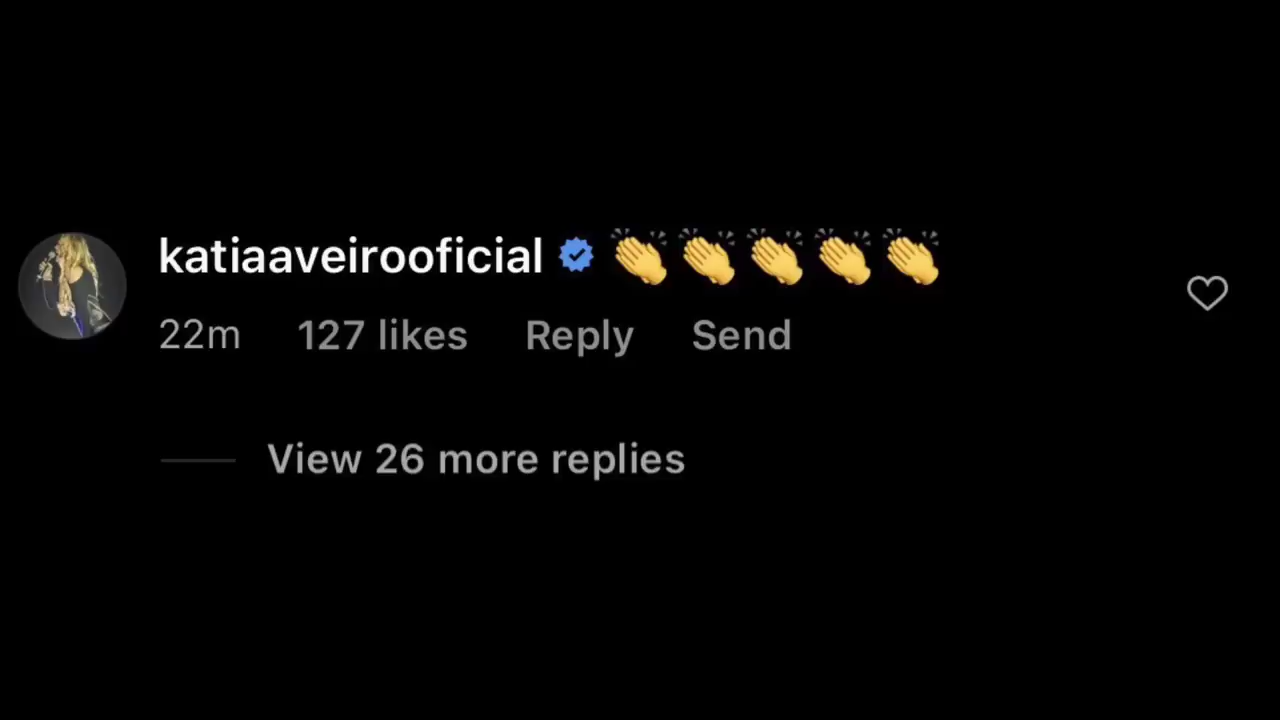 katiaaveirooficial 👏👏👏👏👏
22m 127 likes Reply Send
View 26 more replies